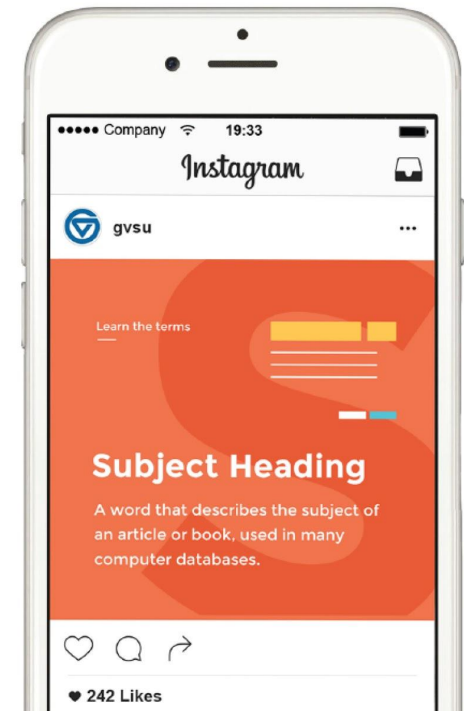 Company 19:33
Instagram
gvsu
Learn the terms
Subject Heading
A word that describes the subject of
an article or book, used in many
computer databases.
242 Likes